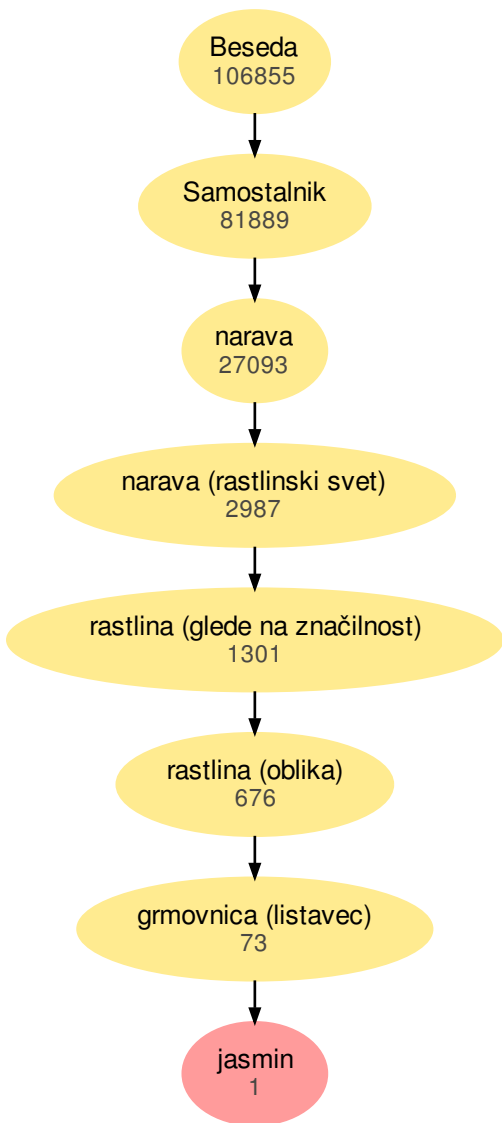 Beseda
106855
Samostalnik
81889
narava
27093
narava (rastlinski svet)
2987
rastlina (glede na značilnost)
1301
rastlina (oblika)
676
grmovnica (listavec)
73
jasmin
1